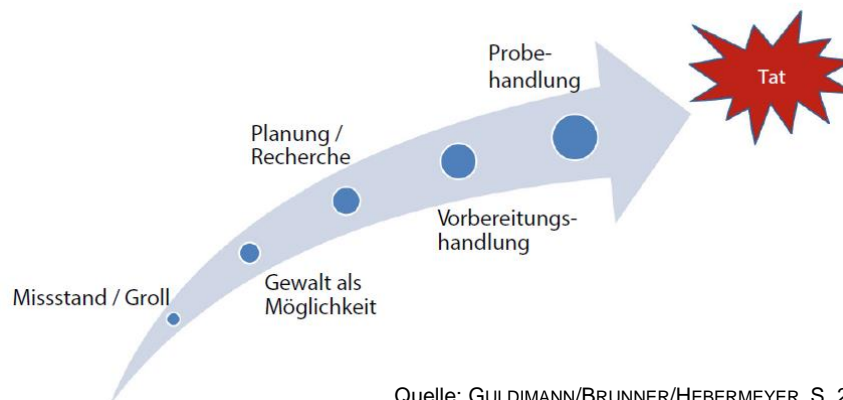 Probe-
handlung
Tat
Planung /
Recherche
Vorbereitungs-
handlung
Gewalt als
Möglichkeit
Missstand / Groll
Quelle: GULDIMANN/BRUNNER/HEBERMEYER, S. 2